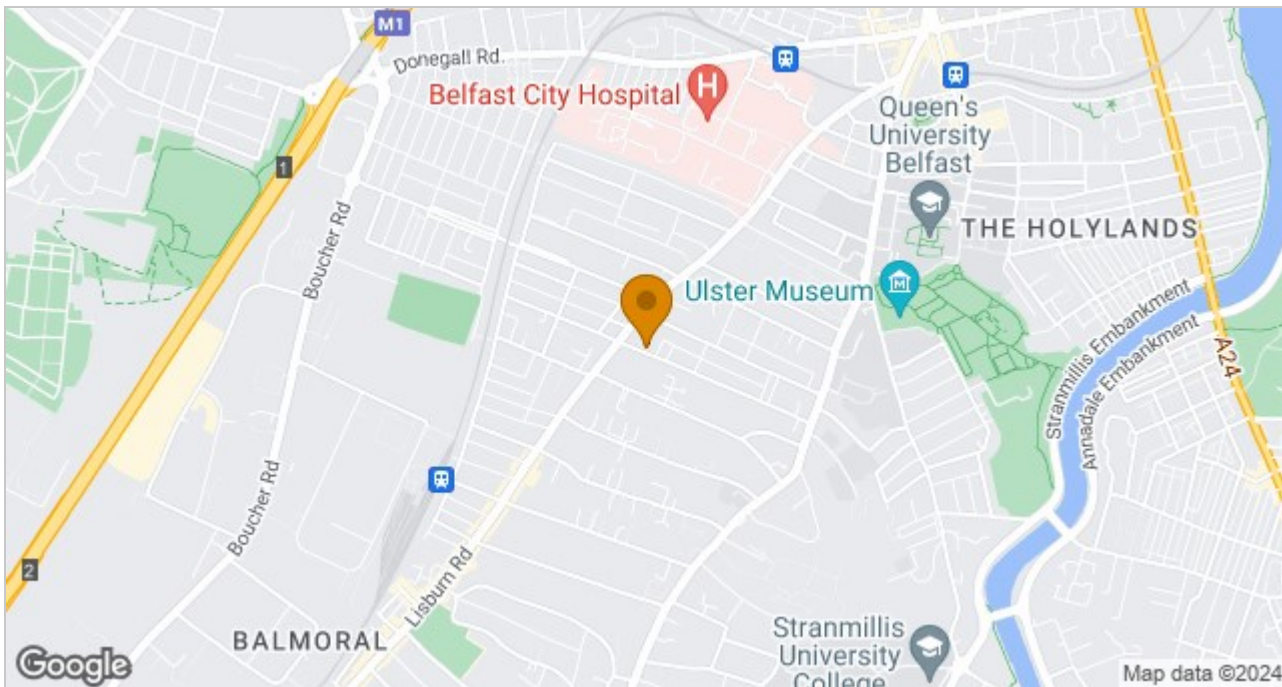 M1
Donegall Rd.
Belfast City Hospital
H
Queen's
University
Belfast
1
Boucher Rd
THE HOLYLANDS
Ulster Museum
M
Stranmillis Embankment
Annadale Embankment
A24
Boucher Rd
2
Lisburn Rd
BALMORAL
Stranmillis
University
College
Google
Map data ©2024